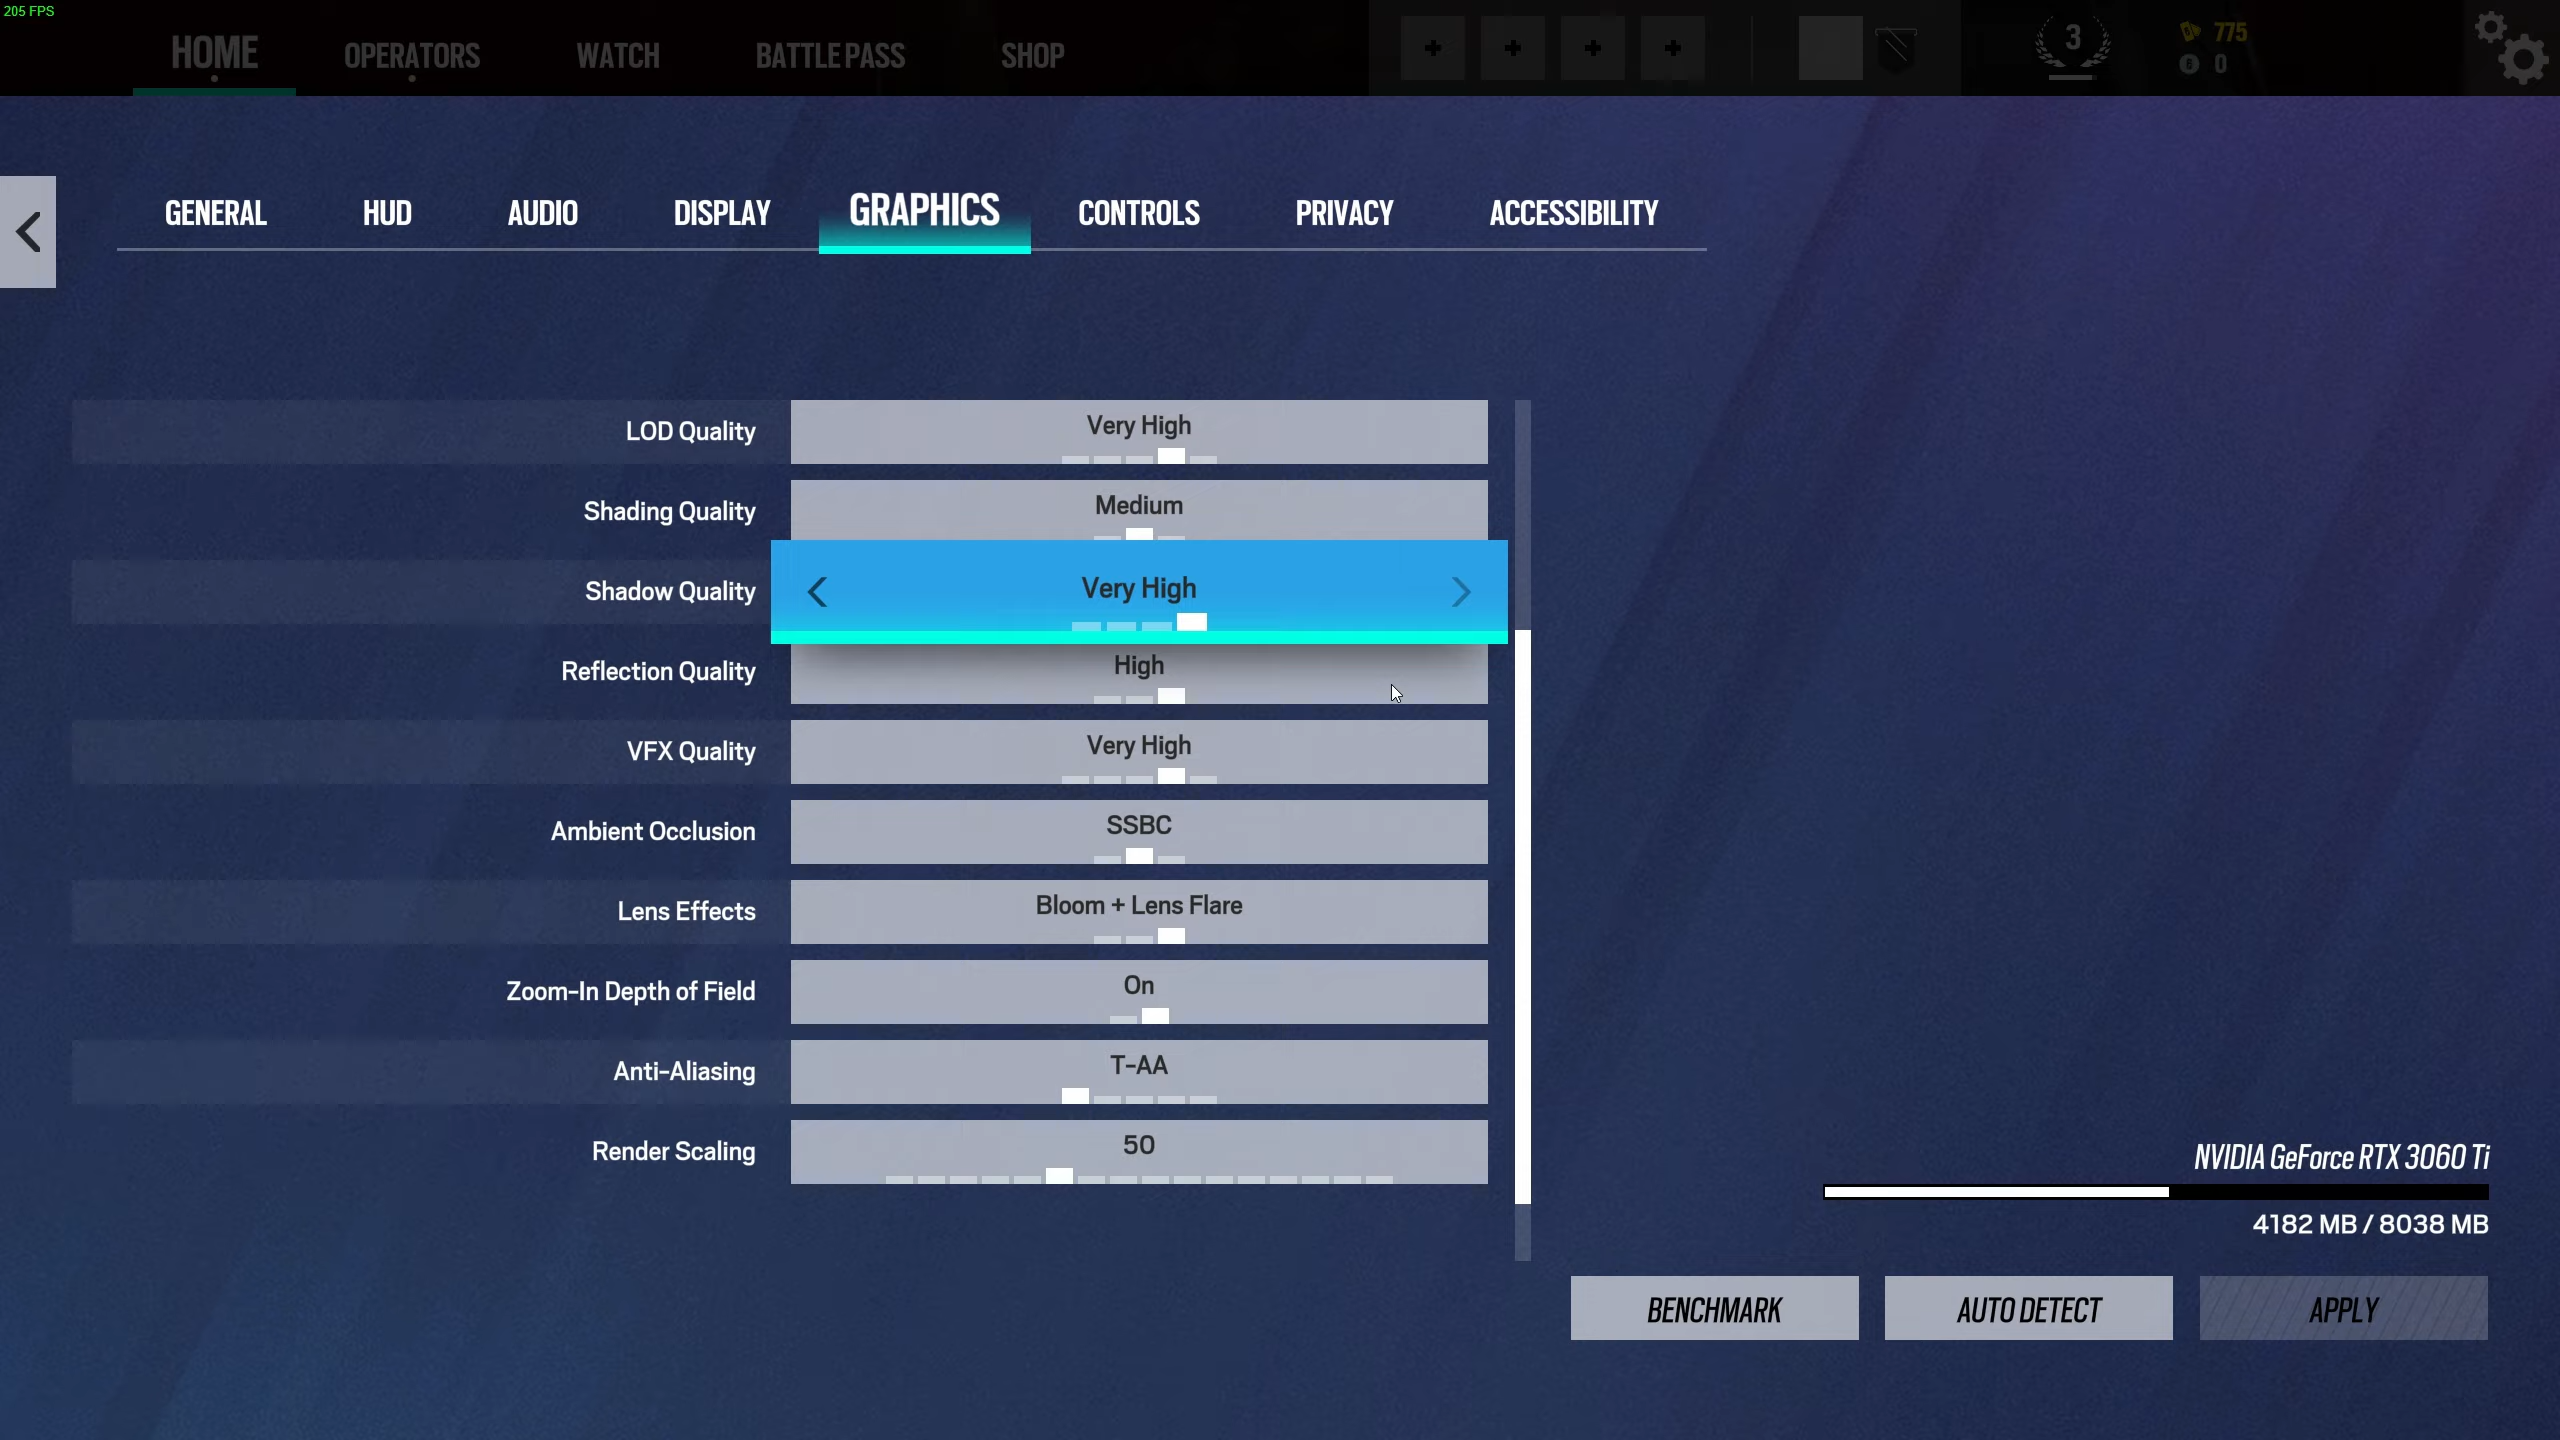 205 FPS
HOME OPERATORS WATCH BATTLE PASS SHOP
3
775
0
GENERAL HUD AUDIO DISPLAY GRAPHICS CONTROLS PRIVACY ACCESSIBILITY
LOD Quality Very High
Shading Quality Medium
Shadow Quality Very High
Reflection Quality High
VFX Quality Very High
Ambient Occlusion SSBC
Lens Effects Bloom + Lens Flare
Zoom-In Depth of Field On
Anti-Aliasing T-AA
Render Scaling 50
NVIDIA GeForce RTX 3060 Ti
4182 MB / 8038 MB
BENCHMARK AUTO DETECT APPLY